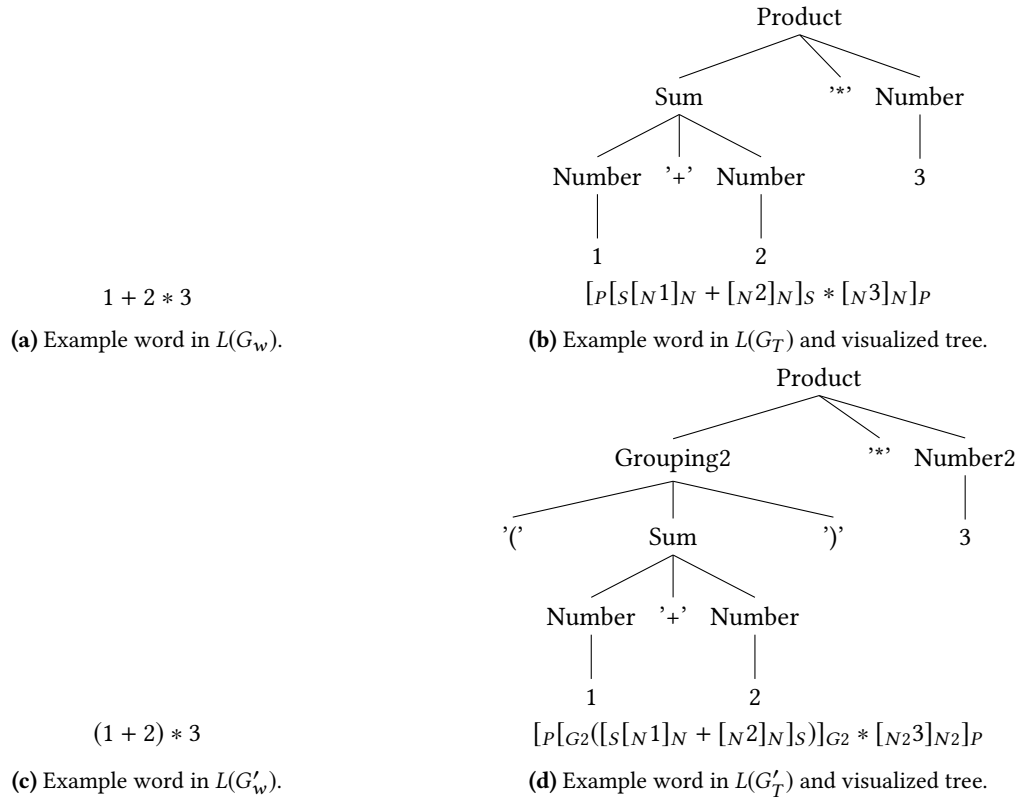 Product
Sum '*' Number
Number '+' Number 3
1 2
1 + 2 * 3
[P[S[N1]N + [N2]N]S * [N3]N]P
(a) Example word in L(Gw).
(b) Example word in L(GT) and visualized tree.
Product
Grouping2 '*' Number2
'(' Sum ')' 3
Number '+' Number
1 2
(1 + 2) * 3
[P[G2([S[N1]N + [N2]N]S)]G2 * [N23]N2]P
(c) Example word in L(G′w).
(d) Example word in L(G′T) and visualized tree.